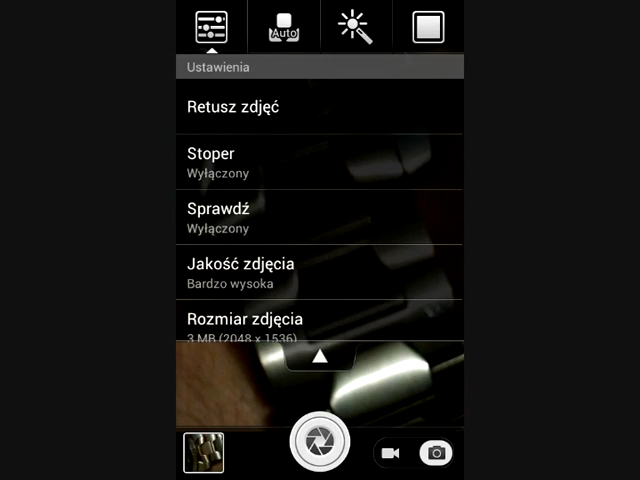 Auto
Ustawienia
Retusz zdjęć
Stoper
Wyłączony
Sprawdź
Wyłączony
Jakość zdjęcia
Bardzo wysoka
Rozmiar zdjęcia
3 MB (2048 x 1536)